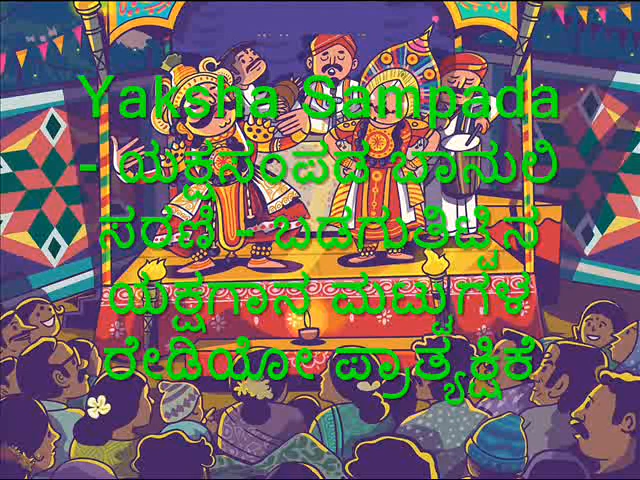 Yaksha Sampada
- ಯಕ್ಷಸಂಪದ ಬಾನುಲಿ
ಸರಣಿ - ಬಡಗುತಿಟ್ಟಿನ
ಯಕ್ಷಗಾನ ಮಟ್ಟುಗಳ
ರೇಡಿಯೋ ಪ್ರಾತ್ಯಕ್ಷಿಕೆ